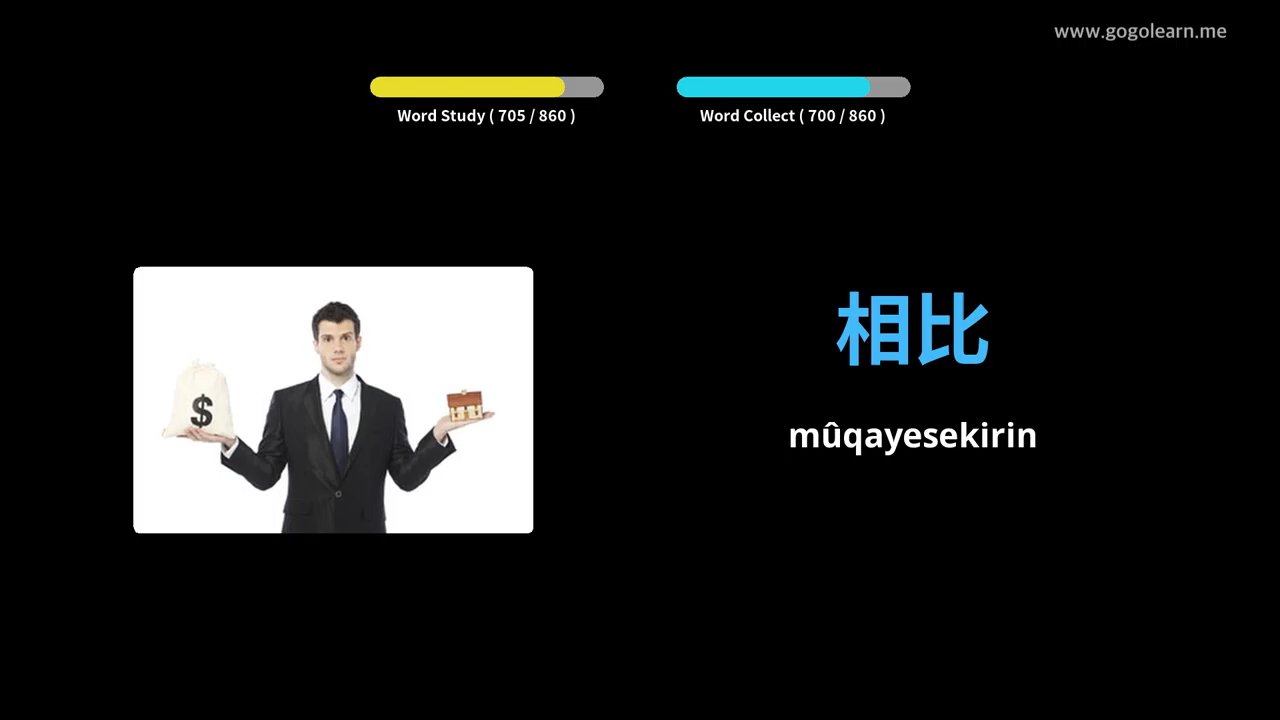 www.gogolearn.me
Word Study ( 705 / 860 )
Word Collect ( 700 / 860 )
$
相比
mûqayesekirin